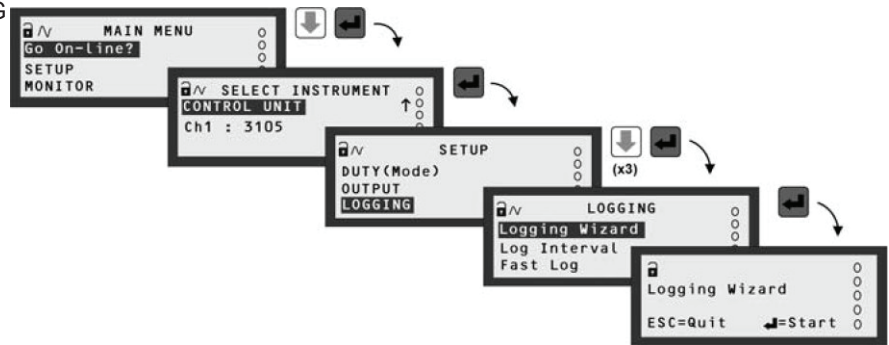 G
MAIN MENU
Go On-line?
SETUP
MONITOR
SELECT INSTRUMENT
CONTROL UNIT
Ch1 : 3105
SETUP
DUTY(Mode)
OUTPUT
LOGGING
(x3)
LOGGING
Logging Wizard
Log Interval
Fast Log
Logging Wizard
ESC=Quit ↵=Start